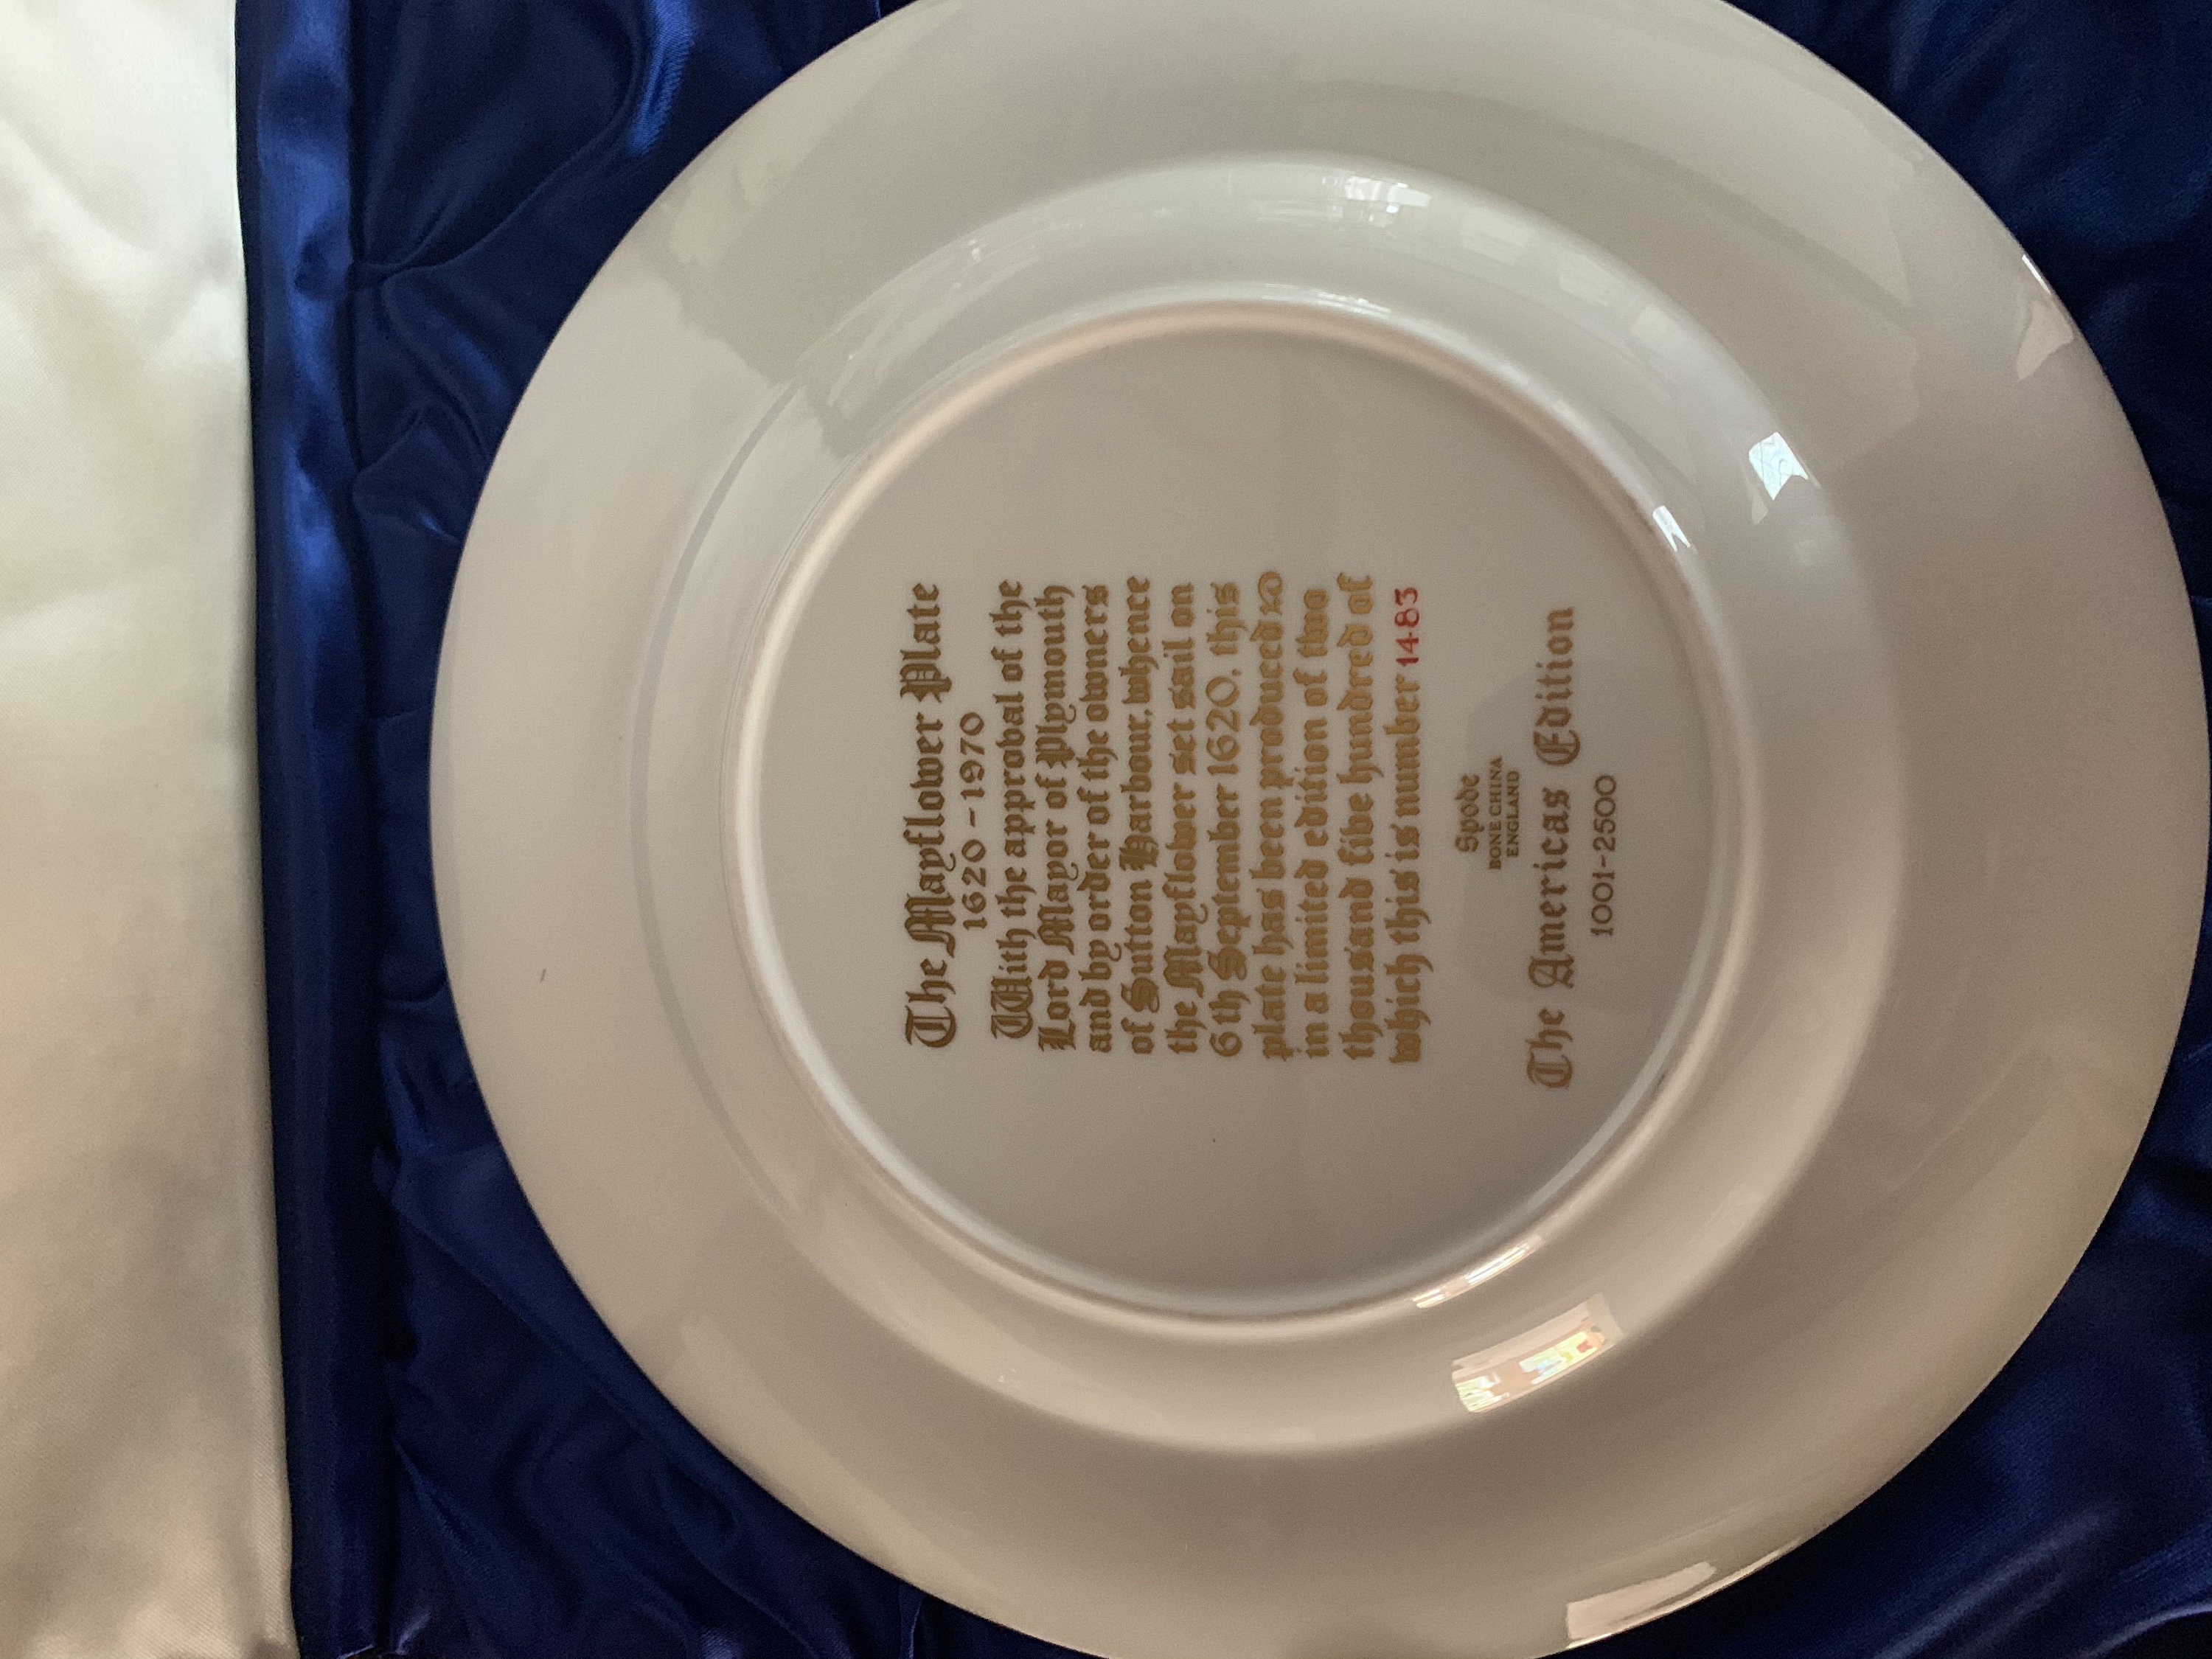 The Mayflower Plate
1620-1970
With the approval of the
Lord Mayor of Plymouth
and by order of the owners
of Sutton Harbour, whence
the Mayflower set sail on
6th September 1620, this
plate has been produced
in a limited edition of two
thousand five hundred of
which this is number 1483
Spode
BONE CHINA
ENGLAND
The Americas Edition
1001-2500